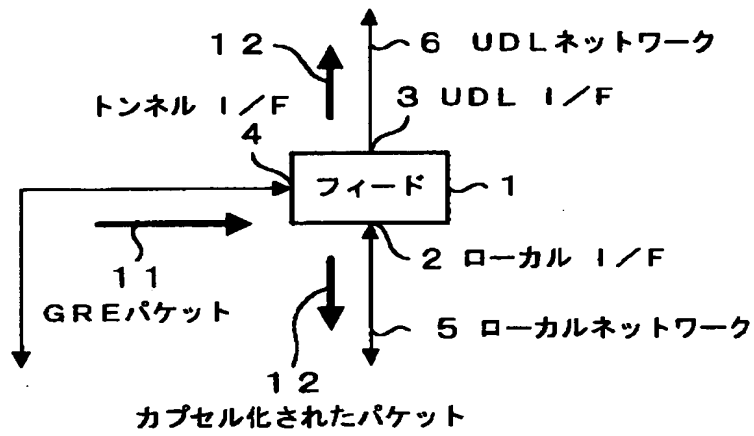 12
6 UDLネットワーク
トンネル I/F
3 UDL I/F
4
フィード
1
2 ローカル I/F
11
GREパケット
5 ローカルネットワーク
12
カプセル化されたパケット